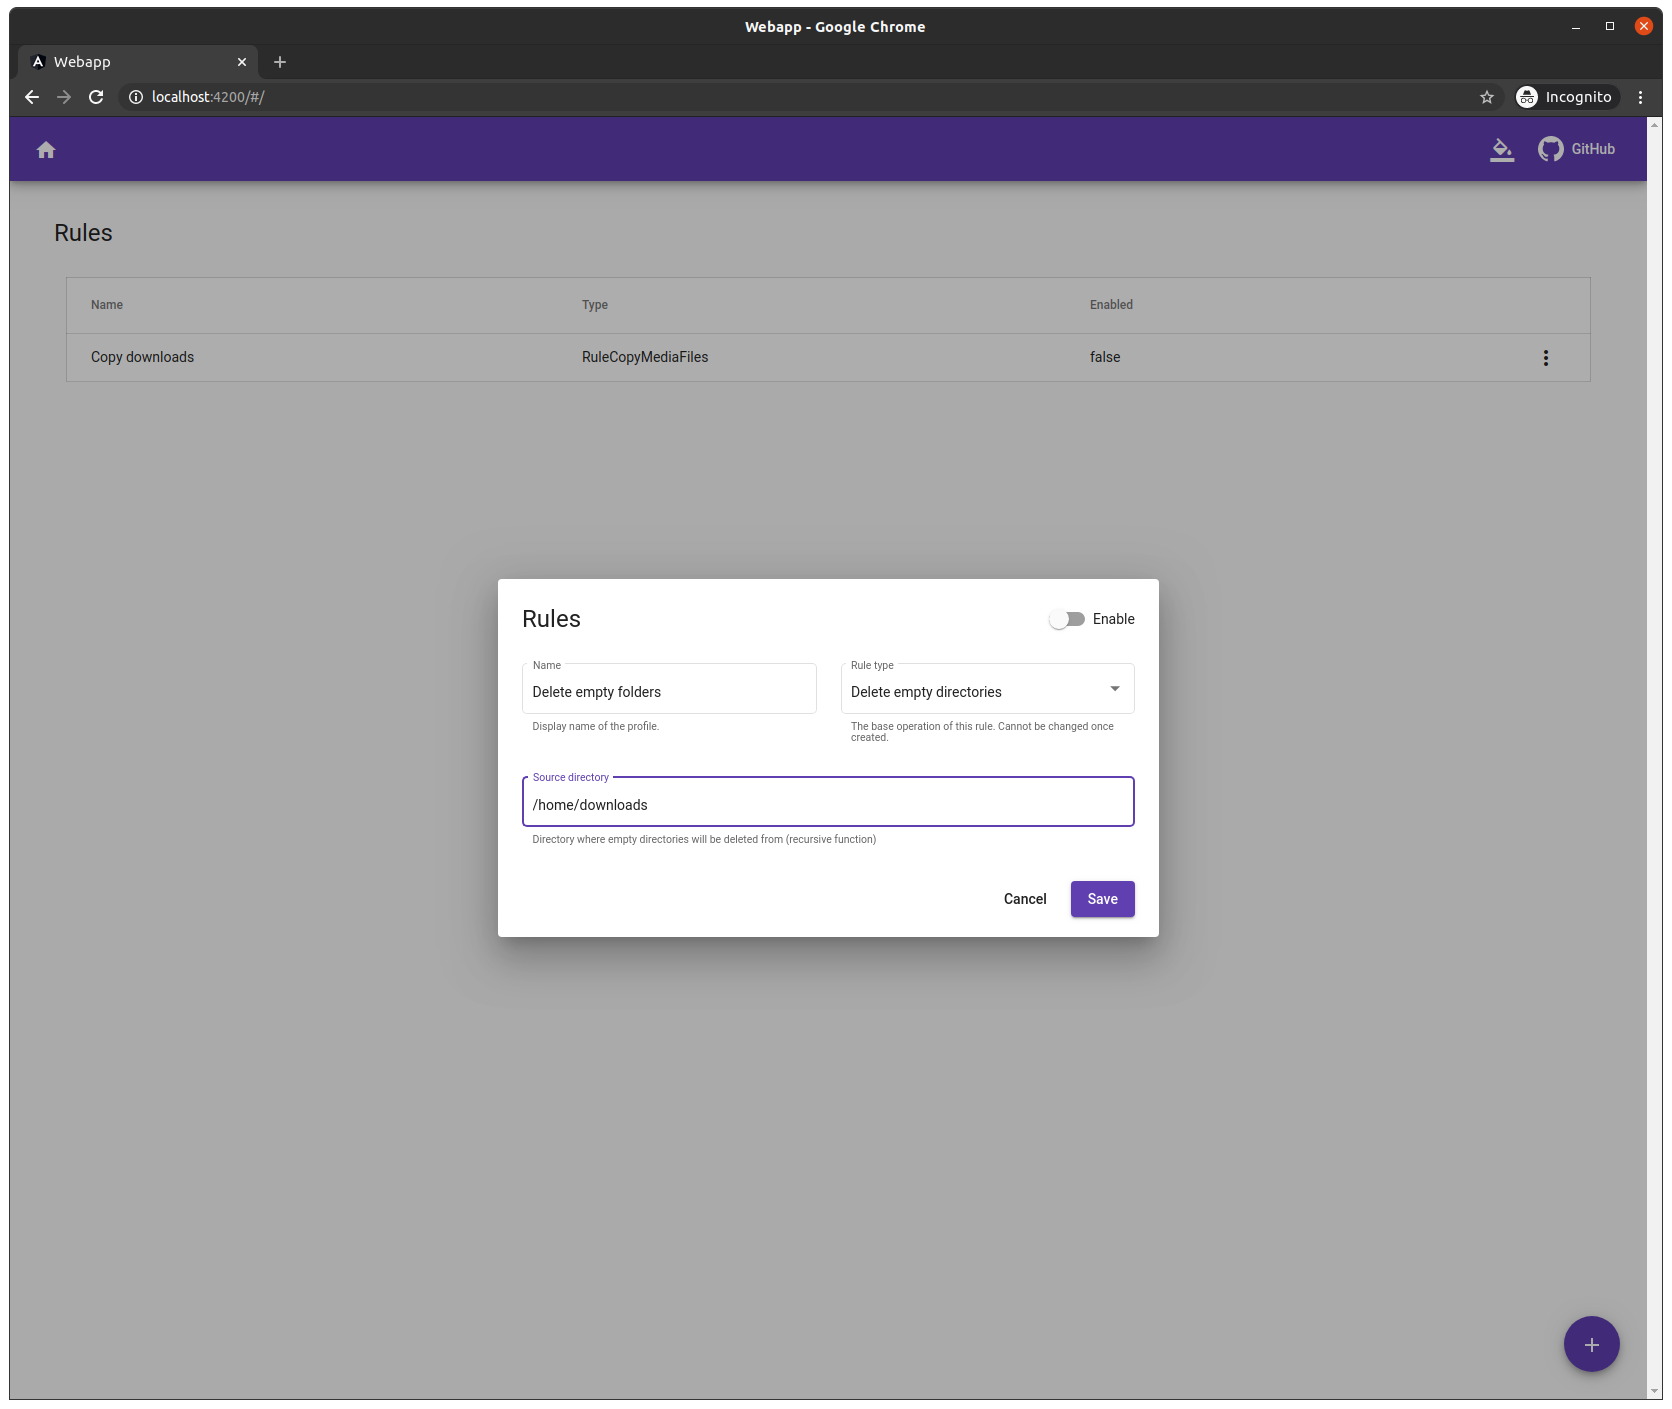 Webapp - Google Chrome
Webapp
localhost:4200/#/
Incognito
GitHub
Rules
Name Type Enabled
Copy downloads RuleCopyMediaFiles false
Rules
Enable
Name
Delete empty folders
Display name of the profile.
Rule type
Delete empty directories
The base operation of this rule. Cannot be changed once
created.
Source directory
/home/downloads
Directory where empty directories will be deleted from (recursive function)
Cancel Save